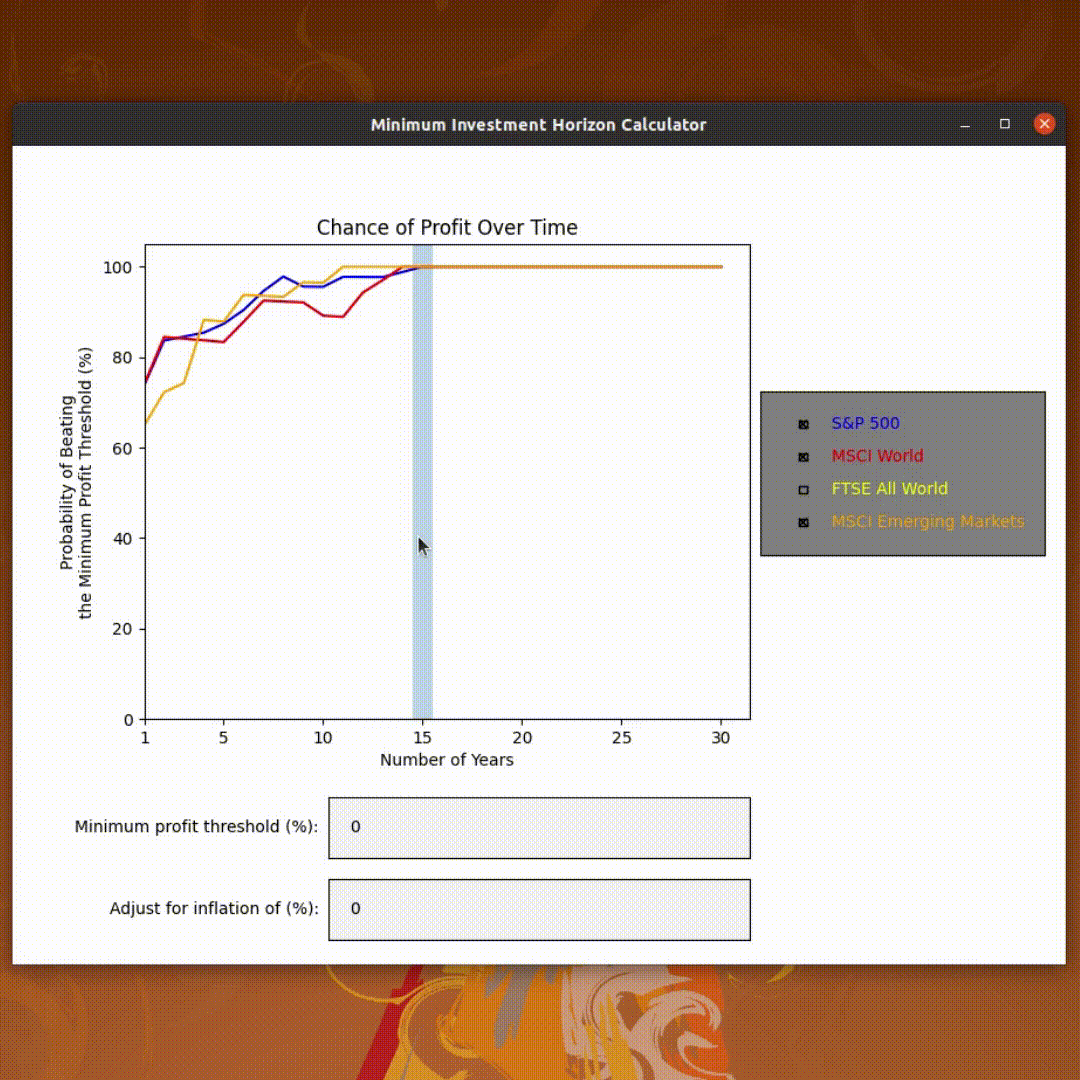 Minimum Investment Horizon Calculator
Chance of Profit Over Time
Probability of Beating
the Minimum Profit Threshold (%)
100
80
60
40
20
0
1 5 10 15 20 25 30
Number of Years
S&P 500
MSCI World
FTSE All World
MSCI Emerging Markets
Minimum profit threshold (%): 0
Adjust for inflation of (%): 0